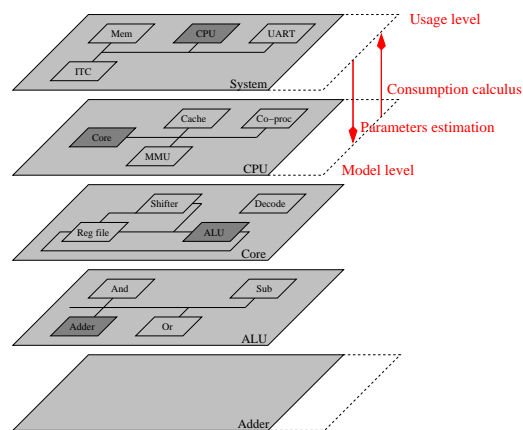 Usage level
Mem
CPU
UART
ITC
System
Consumption calculus
Cache
Co-proc
Parameters estimation
Core
MMU
CPU
Model level
Shifter
Decode
Reg file
ALU
Core
And
Sub
Adder
Or
ALU
Adder